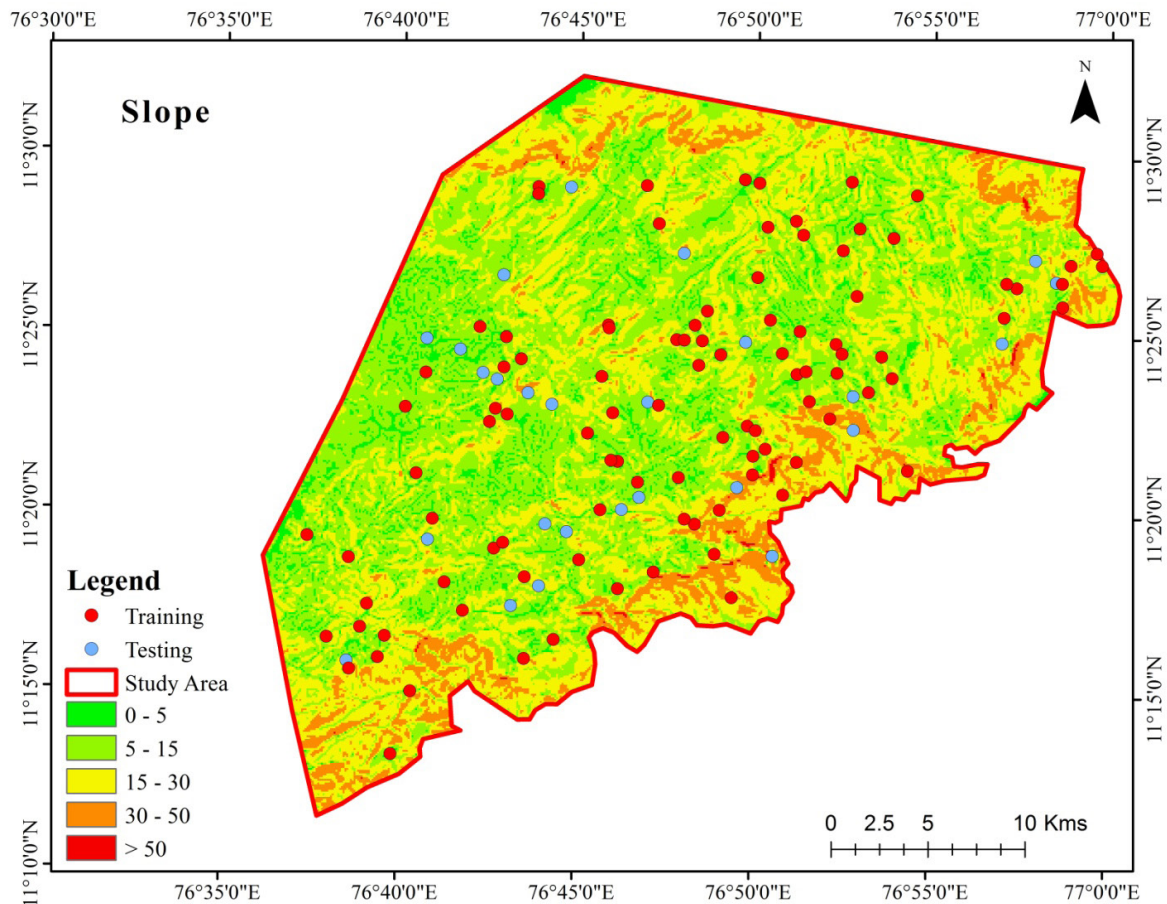 76°30'0"E 76°35'0"E 76°40'0"E 76°45'0"E 76°50'0"E 76°55'0"E 77°0'0"E
N
Slope
11°30'0"N 11°30'0"N
11°25'0"N 11°25'0"N
11°20'0"N 11°20'0"N
11°15'0"N 11°15'0"N
11°10'0"N
Legend
Training
Testing
Study Area
0 - 5
5 - 15
15 - 30
30 - 50
> 50
0 2.5 5 10 Kms
76°35'0"E 76°40'0"E 76°45'0"E 76°50'0"E 76°55'0"E 77°0'0"E